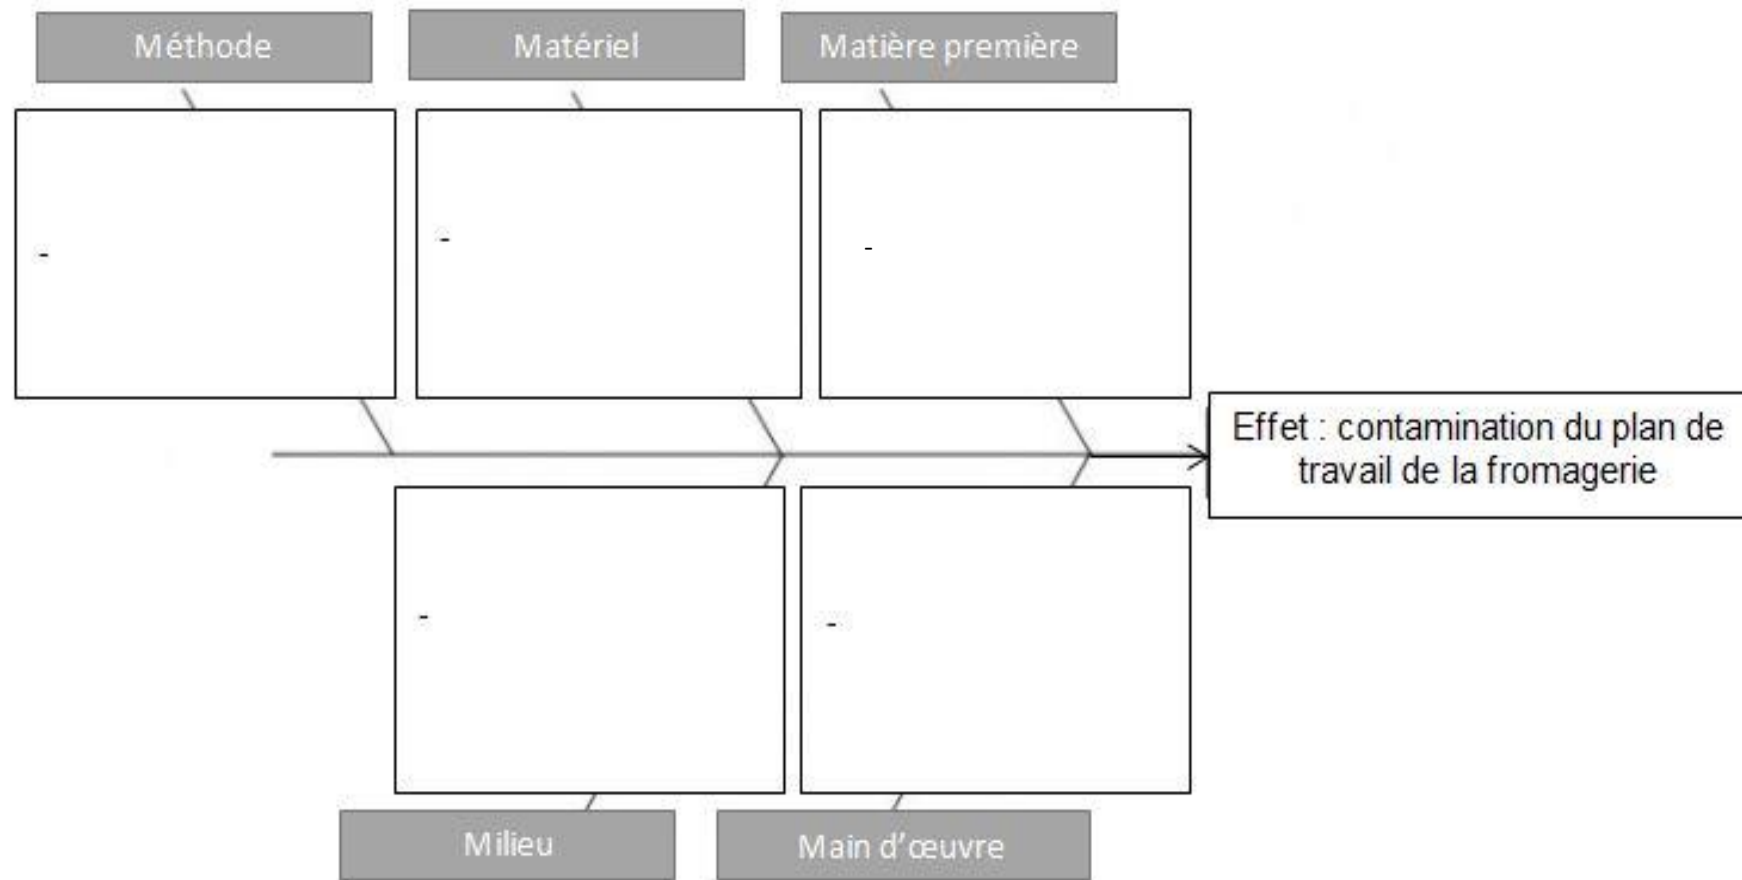 Méthode
Matériel
Matière première
-
-
-
Effet : contamination du plan de
travail de la fromagerie
-
-
Milieu
Main d’œuvre